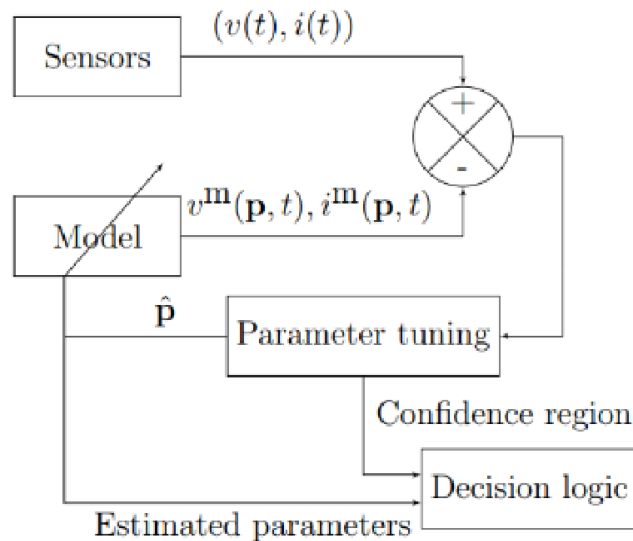 (v(t), i(t))
Sensors
+
-
v^m(p, t), i^m(p, t)
Model
p̂
Parameter tuning
Confidence region
Decision logic
Estimated parameters